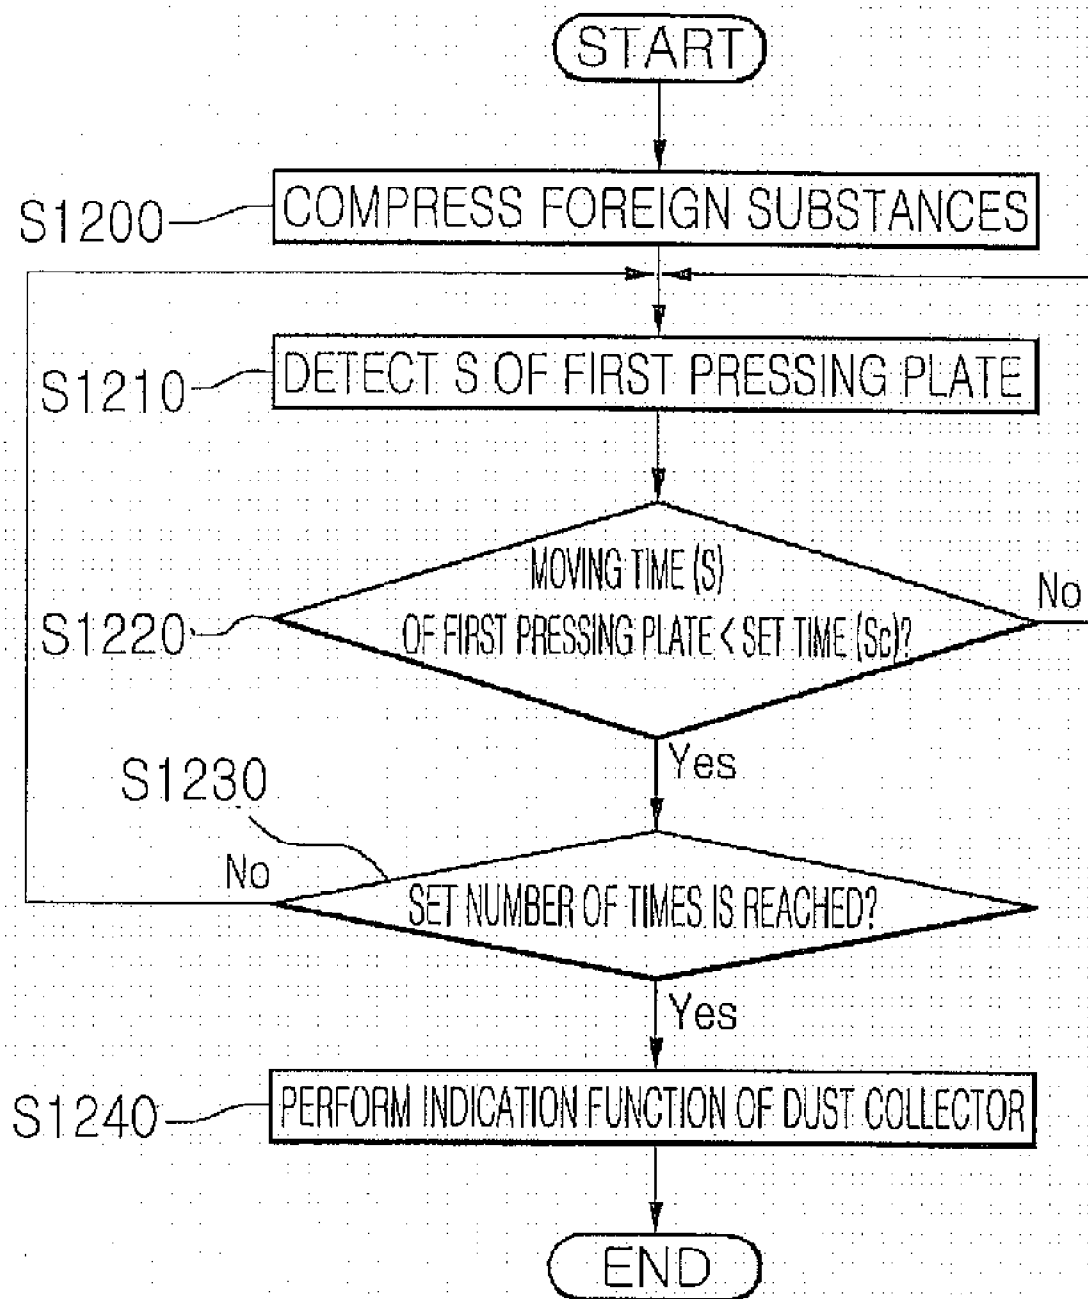 START
S1200
COMPRESS FOREIGN SUBSTANCES
S1210
DETECT S OF FIRST PRESSING PLATE
MOVING TIME (S)
No
S1220
OF FIRST PRESSING PLATE < SET TIME (Sc)?
Yes
S1230
No
SET NUMBER OF TIMES IS REACHED?
Yes
S1240
PERFORM INDICATION FUNCTION OF DUST COLLECTOR
END